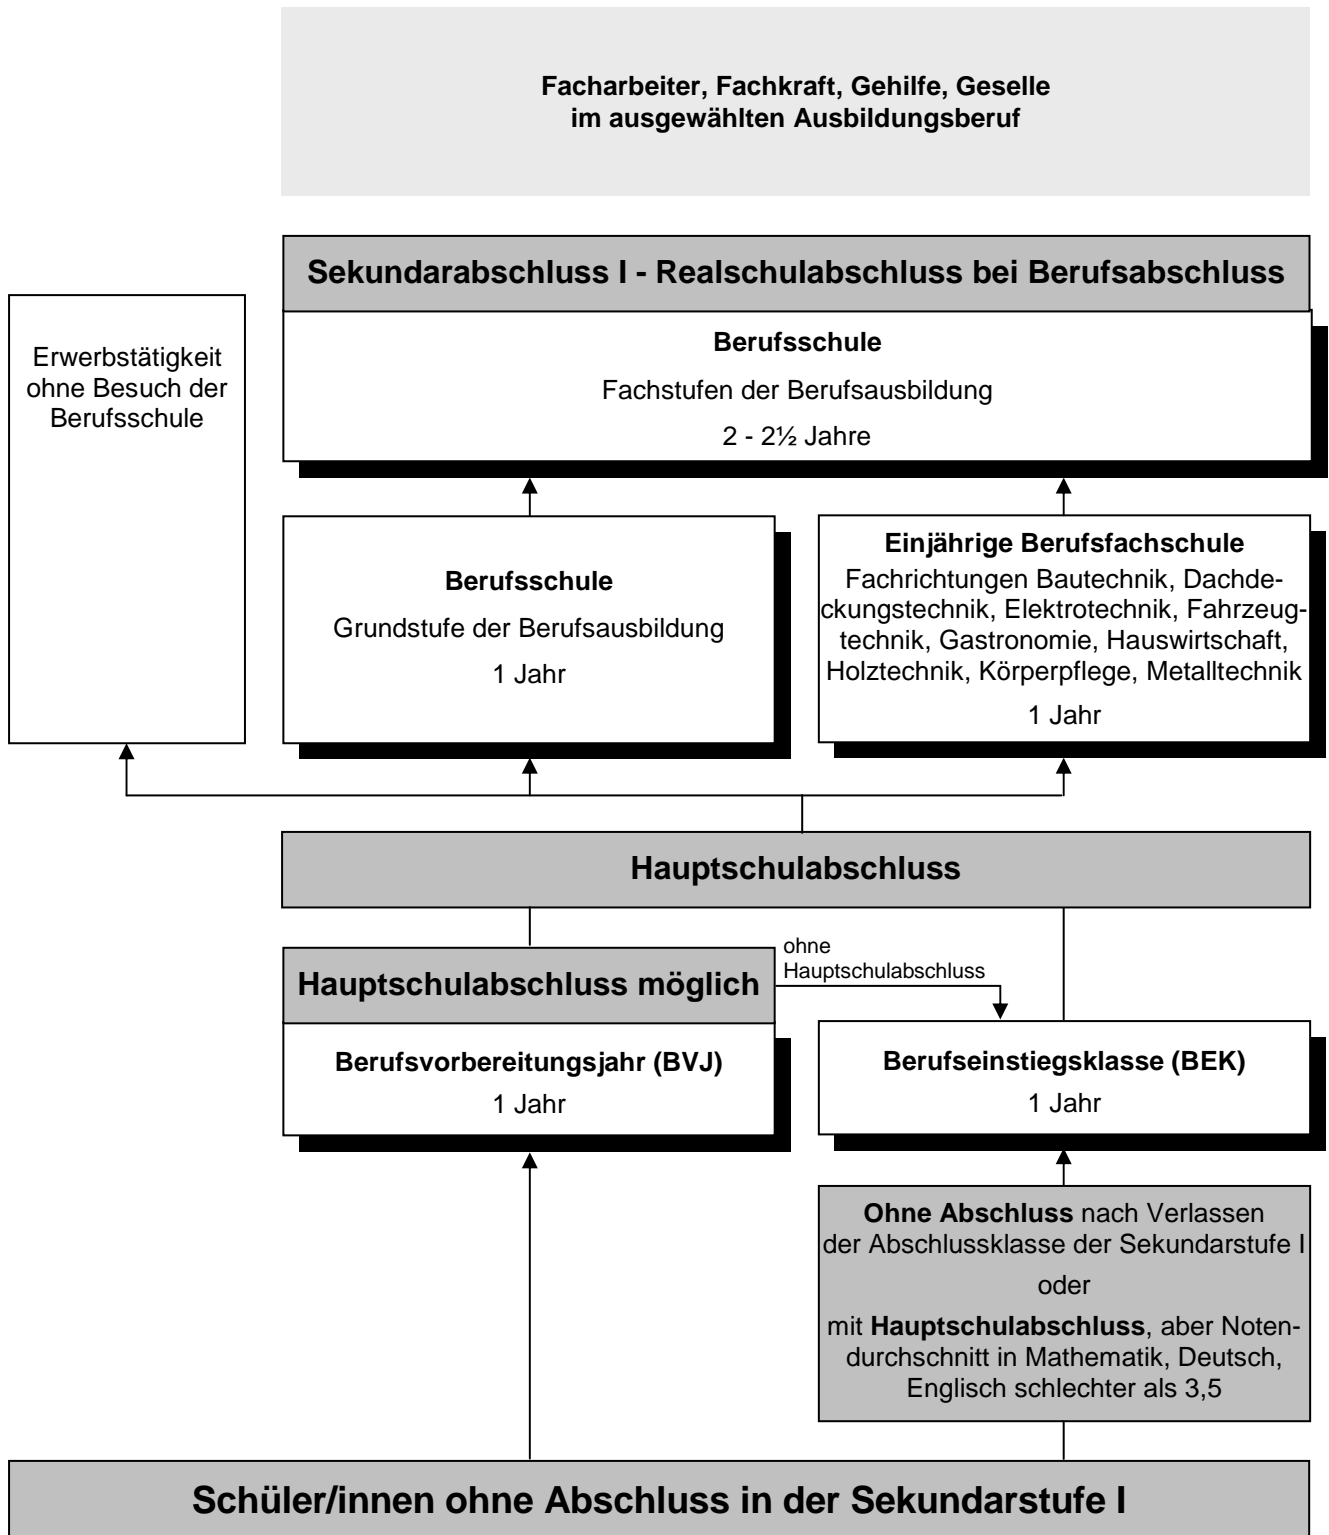 Facharbeiter, Fachkraft, Gehilfe, Geselle
im ausgewählten Ausbildungsberuf
Sekundarabschluss I - Realschulabschluss bei Berufsabschluss
Erwerbstätigkeit
ohne Besuch der
Berufsschule
Berufsschule
Fachstufen der Berufsausbildung
2 - 2½ Jahre
Berufsschule
Grundstufe der Berufsausbildung
1 Jahr
Einjährige Berufsfachschule
Fachrichtungen Bautechnik, Dachde-
ckungstechnik, Elektrotechnik, Fahrzeug-
technik, Gastronomie, Hauswirtschaft,
Holztechnik, Körperpflege, Metalltechnik
1 Jahr
Hauptschulabschluss
Hauptschulabschluss möglich
ohne
Hauptschulabschluss
Berufsvorbereitungsjahr (BVJ)
1 Jahr
Berufseinstiegsklasse (BEK)
1 Jahr
Ohne Abschluss nach Verlassen
der Abschlussklasse der Sekundarstufe I
oder
mit Hauptschulabschluss, aber Noten-
durchschnitt in Mathematik, Deutsch,
Englisch schlechter als 3,5
Schüler/innen ohne Abschluss in der Sekundarstufe I